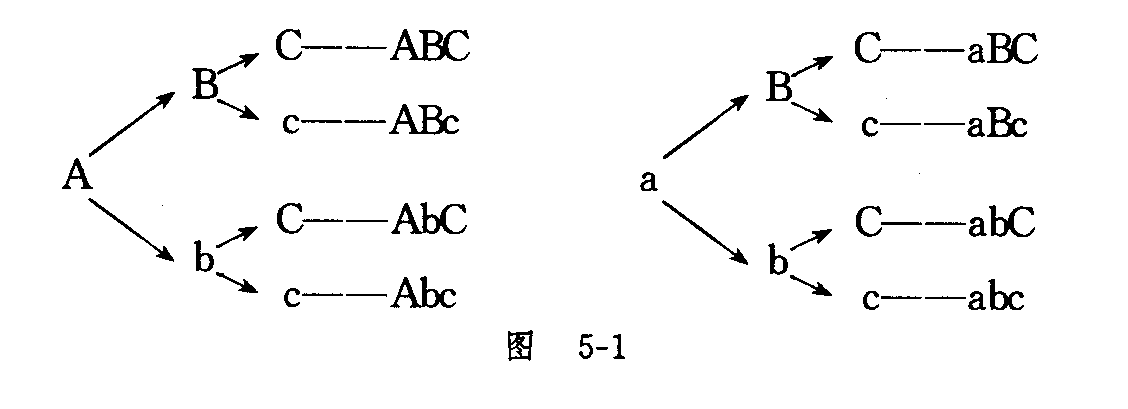 C———ABC C———aBC
B B
c———ABc c———aBc
A a
C———AbC C———abC
b b
c———Abc c———abc
图 5-1